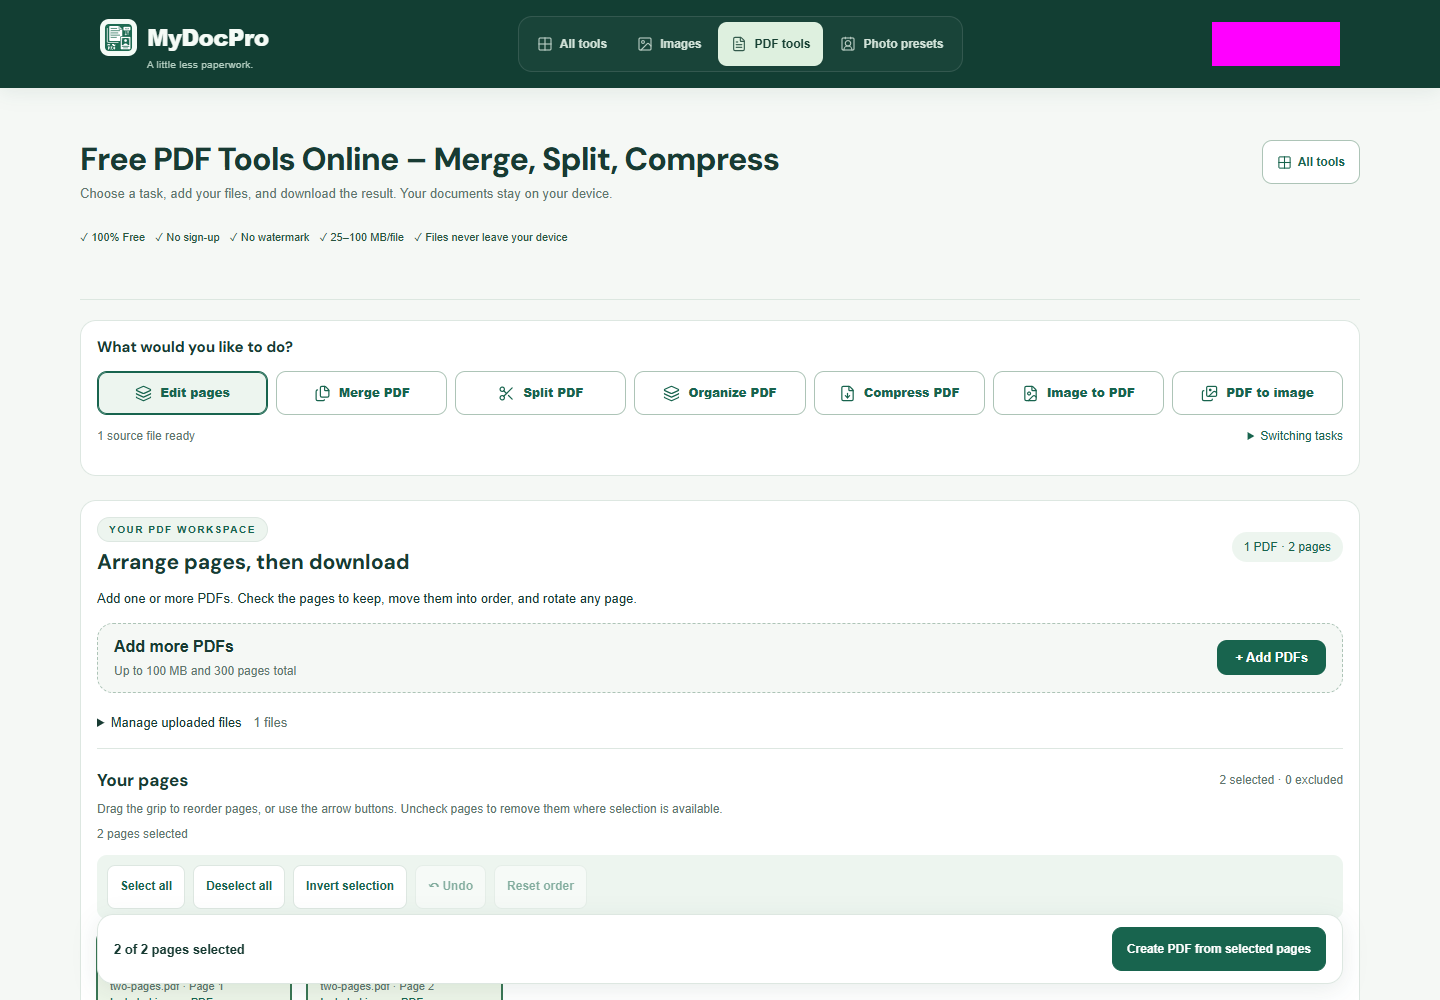 MyDocPro
A little less paperwork.
All tools
Images
PDF tools
Photo presets
Free PDF Tools Online – Merge, Split, Compress
Choose a task, add your files, and download the result. Your documents stay on your device.
All tools
✓ 100% Free ✓ No sign-up ✓ No watermark ✓ 25–100 MB/file ✓ Files never leave your device
What would you like to do?
Edit pages
Merge PDF
Split PDF
Organize PDF
Compress PDF
Image to PDF
PDF to image
1 source file ready
▶ Switching tasks
YOUR PDF WORKSPACE
Arrange pages, then download
1 PDF · 2 pages
Add one or more PDFs. Check the pages to keep, move them into order, and rotate any page.
Add more PDFs
Up to 100 MB and 300 pages total
+ Add PDFs
▶ Manage uploaded files 1 files
Your pages
2 selected · 0 excluded
Drag the grip to reorder pages, or use the arrow buttons. Uncheck pages to remove them where selection is available.
2 pages selected
Select all
Deselect all
Invert selection
↶ Undo
Reset order
2 of 2 pages selected
Create PDF from selected pages
two-pages.pdf · Page 1
two-pages.pdf · Page 2